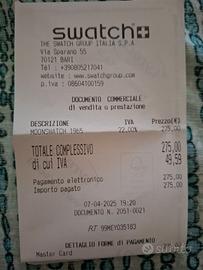 swatch+
THE SWATCH GROUP ITALIA S.P.A
Via Sparano 55
70121 BARI
Tel : +390805217041
website : www.swatchgroup.com
p.iva : 08604100159
DOCUMENTO COMMERCIALE
di vendita o prestazione
DESCRIZIONE IVA Prezzo(€)
MOONSWATCH 1965 22,00% 275,00
TOTALE COMPLESSIVO 275,00
di cui IVA 49,59
Pagamento elettronico 275,00
Importo pagato 275,00
07-04-2025 19:20
DOCUMENTO N. 2051-0021
RT 99MEY035183
DETTAGLIO FORME di PAGAMENTO
Master Card
subito